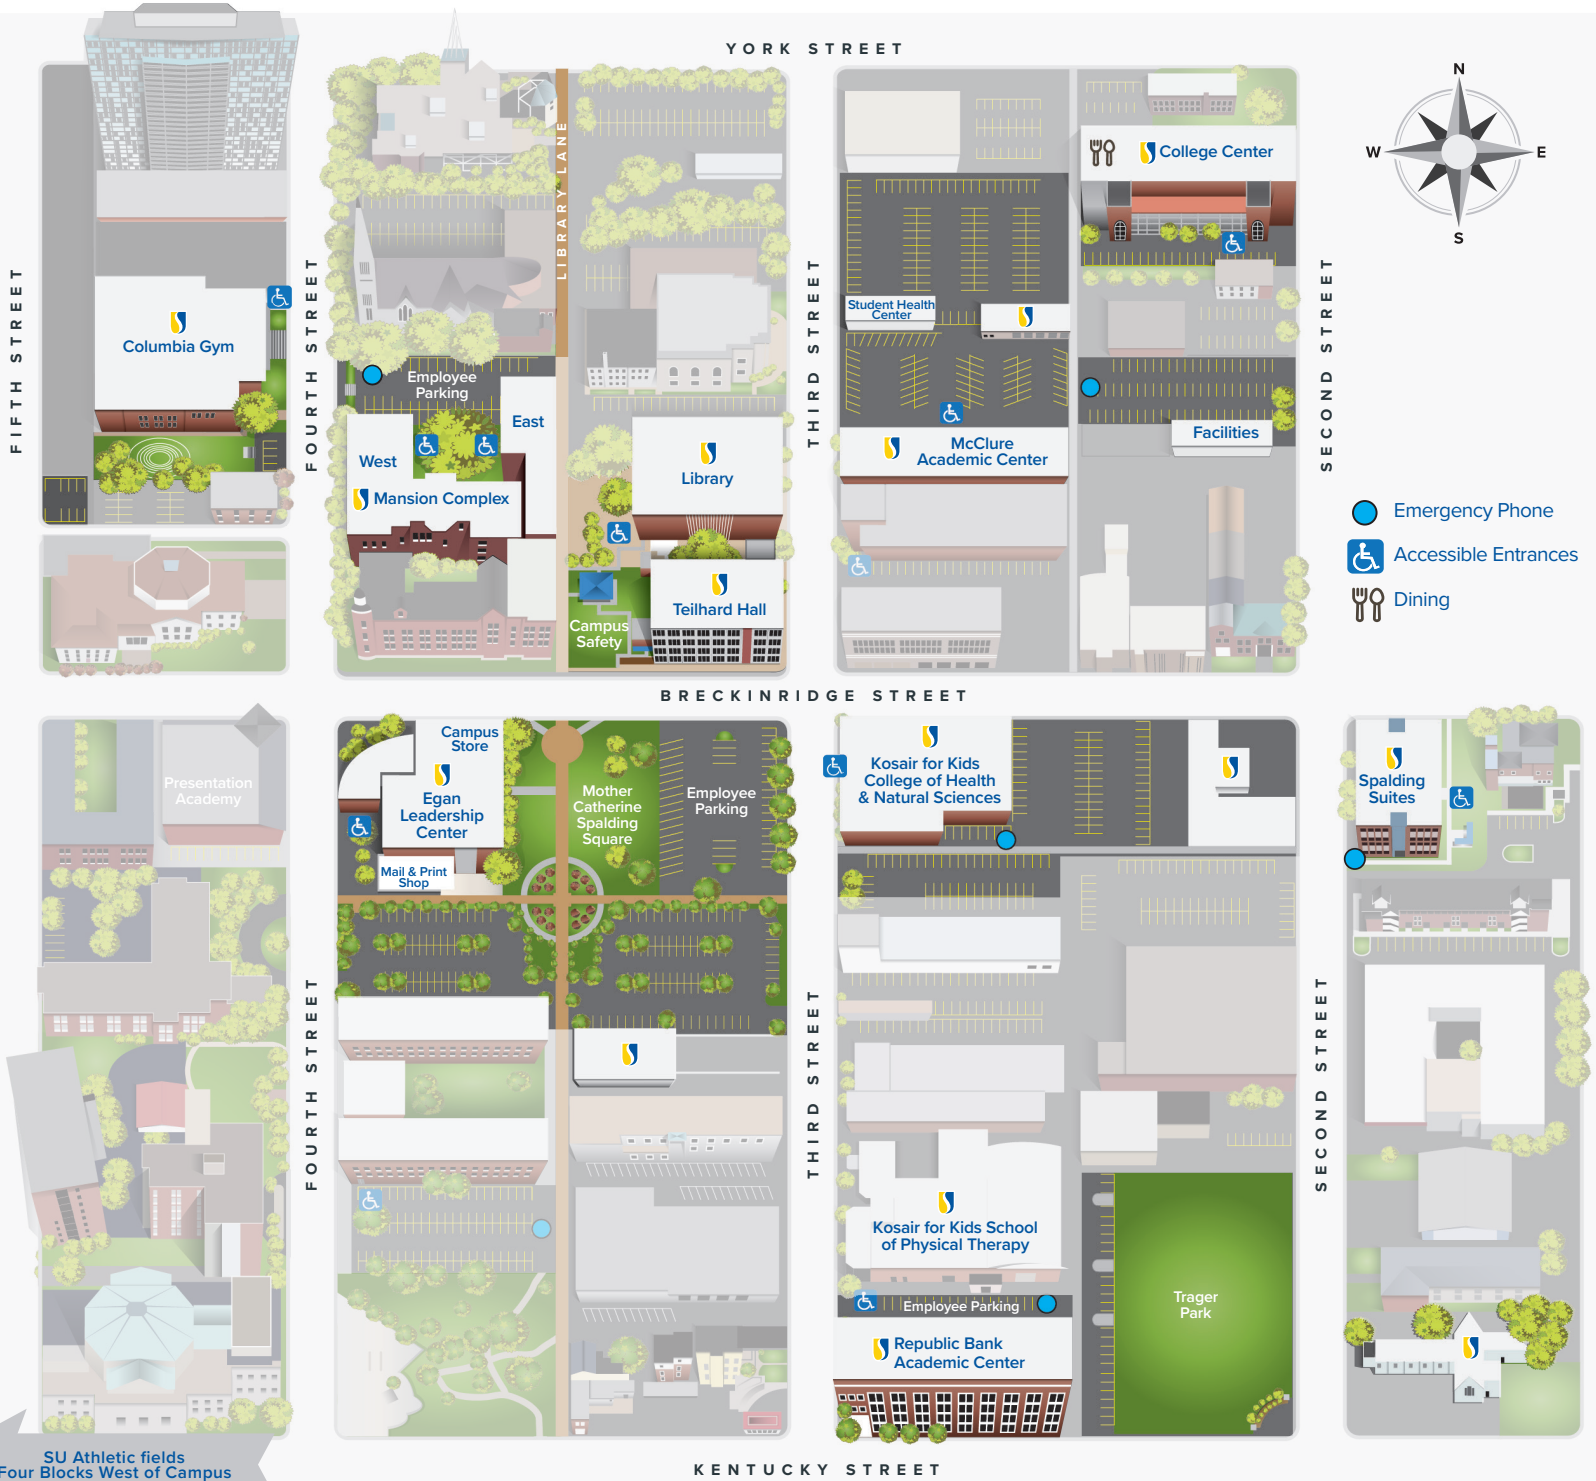 YORK STREET
N
W
E
S
College Center
LIBRARY LANE
FIFTH STREET
FOURTH STREET
THIRD STREET
SECOND STREET
Student Health
Center
Columbia Gym
Employee
Parking
East
West
Mansion Complex
Library
McClure
Academic Center
Facilities
Emergency Phone
Accessible Entrances
Dining
Teilhard Hall
Campus
Safety
BRECKINRIDGE STREET
Presentation
Academy
Campus
Store
Egan
Leadership
Center
Mail & Print
Shop
Mother
Catherine
Spalding
Square
Employee
Parking
Kosair for Kids
College of Health
& Natural Sciences
Spalding
Suites
FOURTH STREET
THIRD STREET
SECOND STREET
Kosair for Kids School
of Physical Therapy
Employee Parking
Republic Bank
Academic Center
Trager
Park
SU Athletic fields
Four Blocks West of Campus
KENTUCKY STREET